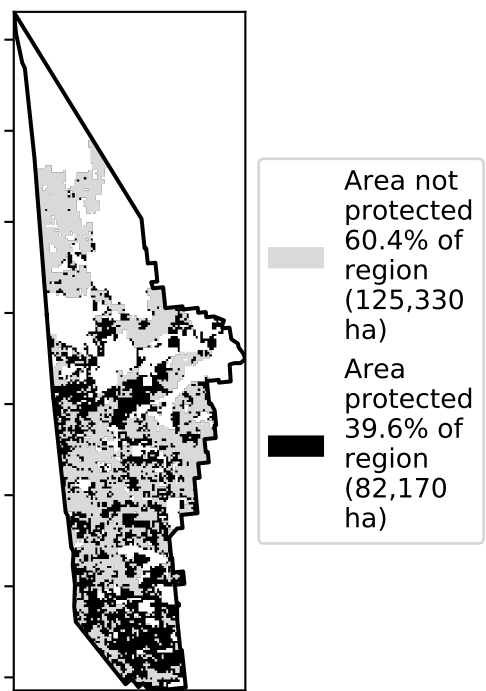 Area not
protected
60.4% of
region
(125,330
ha)
Area
protected
39.6% of
region
(82,170
ha)